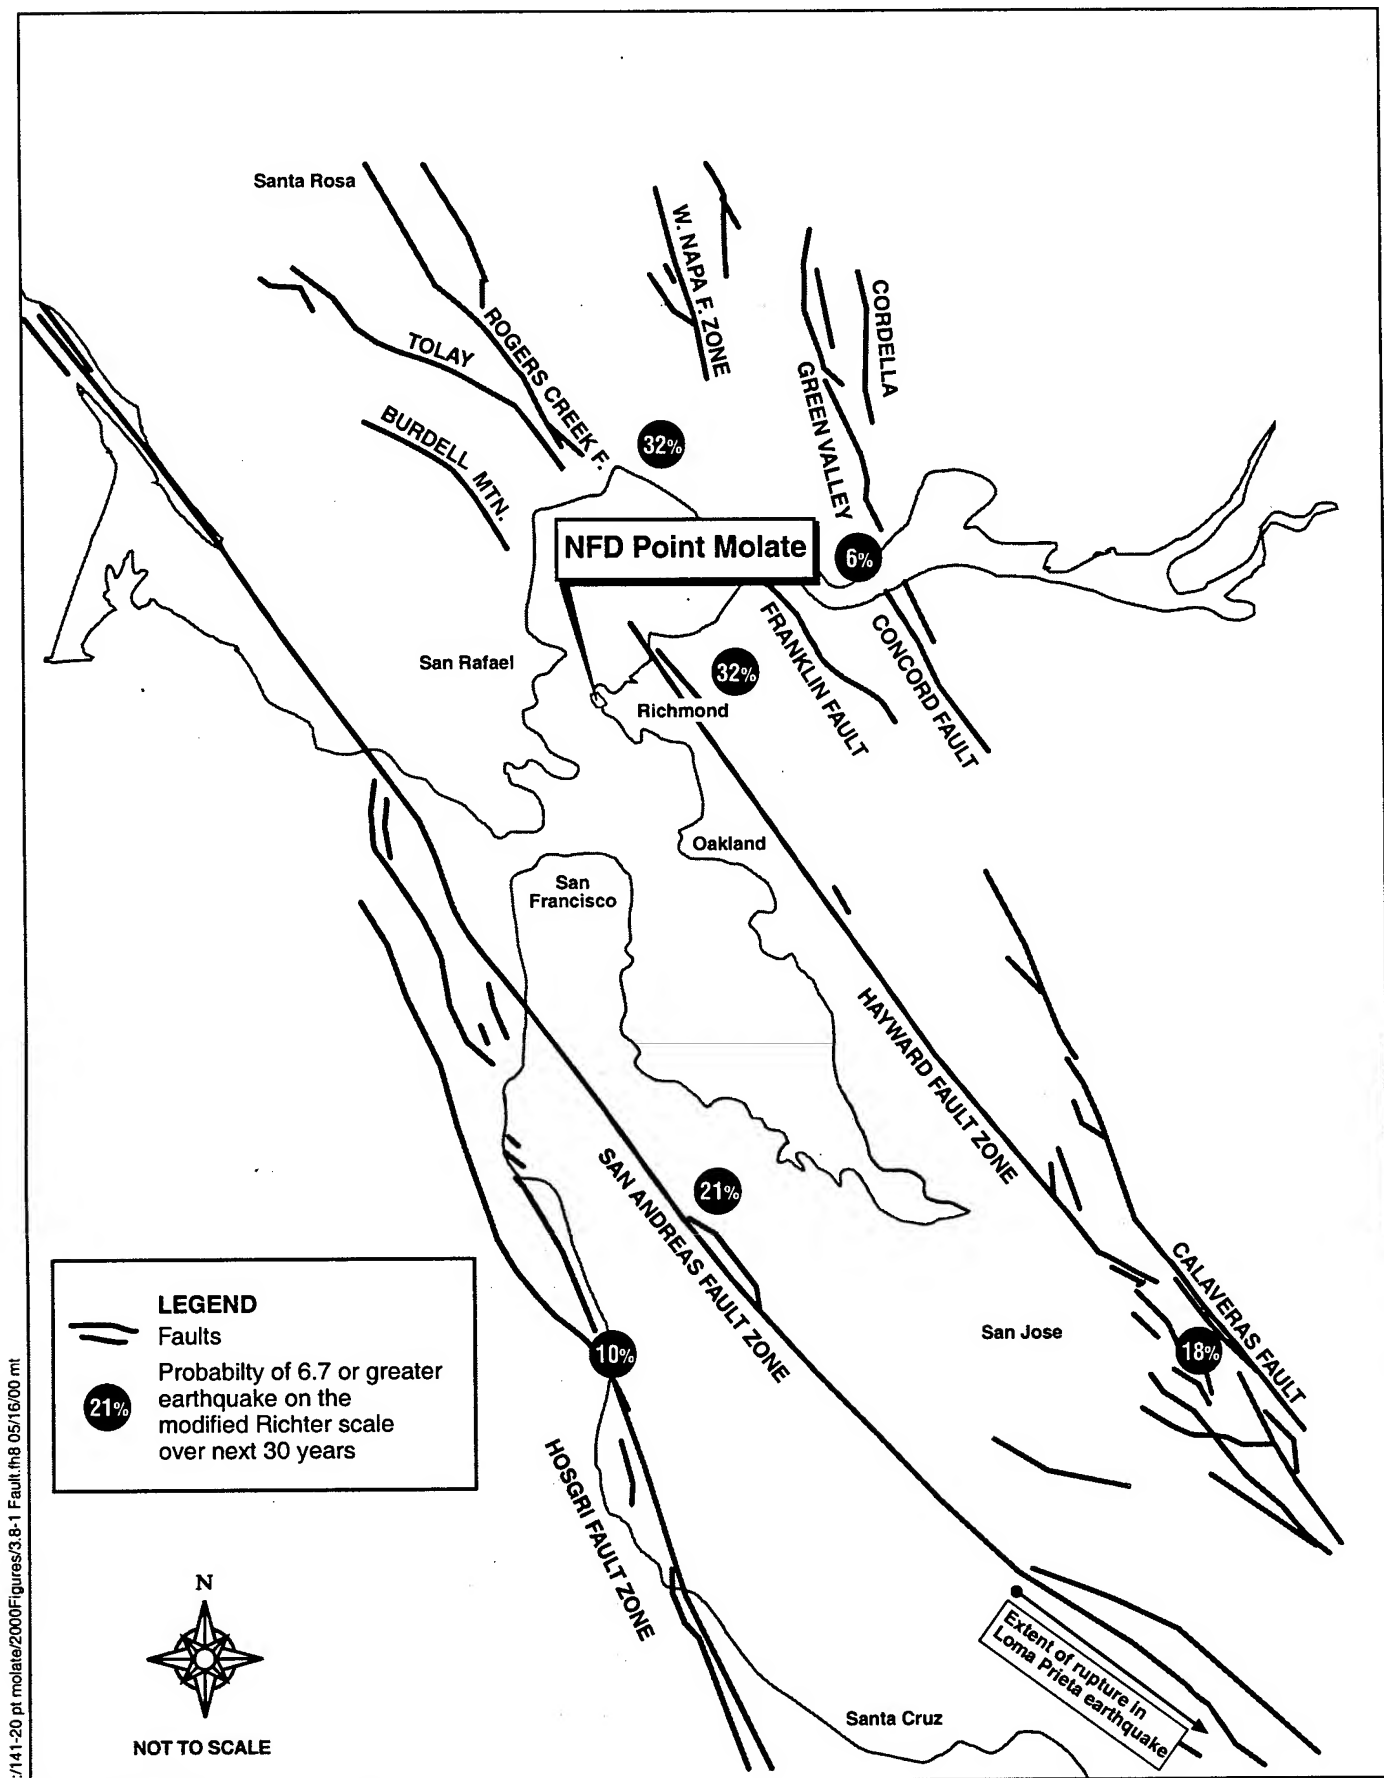 Santa Rosa
W. NAPA F. ZONE
CORDELLA
ROGERS CREEK F.
TOLAY
GREEN VALLEY
BURDELL MTN.
32%
NFD Point Molate
6%
FRANKLIN FAULT
CONCORD FAULT
San Rafael
32%
Richmond
Oakland
San
Francisco
HAYWARD FAULT ZONE
SAN ANDREAS FAULT ZONE
21%
CALAVERAS FAULT
San Jose
18%
10%
HOSGRI FAULT ZONE
LEGEND
Faults
21%
Probabilty of 6.7 or greater
earthquake on the
modified Richter scale
over next 30 years
N
NOT TO SCALE
Extent of rupture in
Loma Prieta earthquake
Santa Cruz
/141-20 pt molate/2000Figures/3.8-1 Fault.fh8 05/16/00 mt